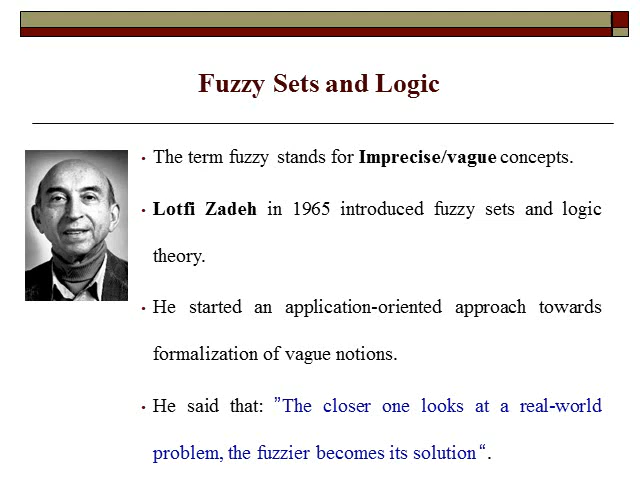 Fuzzy Sets and Logic
• The term fuzzy stands for Imprecise/vague concepts.
• Lotfi Zadeh in 1965 introduced fuzzy sets and logic
theory.
• He started an application-oriented approach towards
formalization of vague notions.
• He said that: ”The closer one looks at a real-world
problem, the fuzzier becomes its solution“.